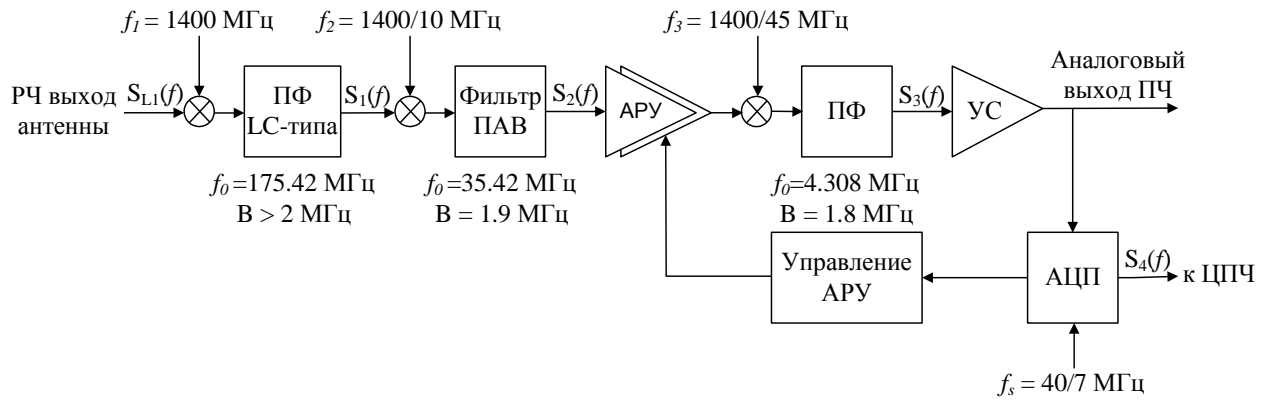 f1 = 1400 МГц
f2 = 1400/10 МГц
f3 = 1400/45 МГц
РЧ выход
антенны
SL1(f)
ПФ
LC-типа
S1(f)
Фильтр
ПАВ
S2(f)
АРУ
ПФ
S3(f)
УС
Аналоговый
выход ПЧ
f0=175.42 МГц
B > 2 МГц
f0=35.42 МГц
B = 1.9 МГц
f0=4.308 МГц
B = 1.8 МГц
Управление
АРУ
АЦП
S4(f)
к ЦПЧ
fs = 40/7 МГц